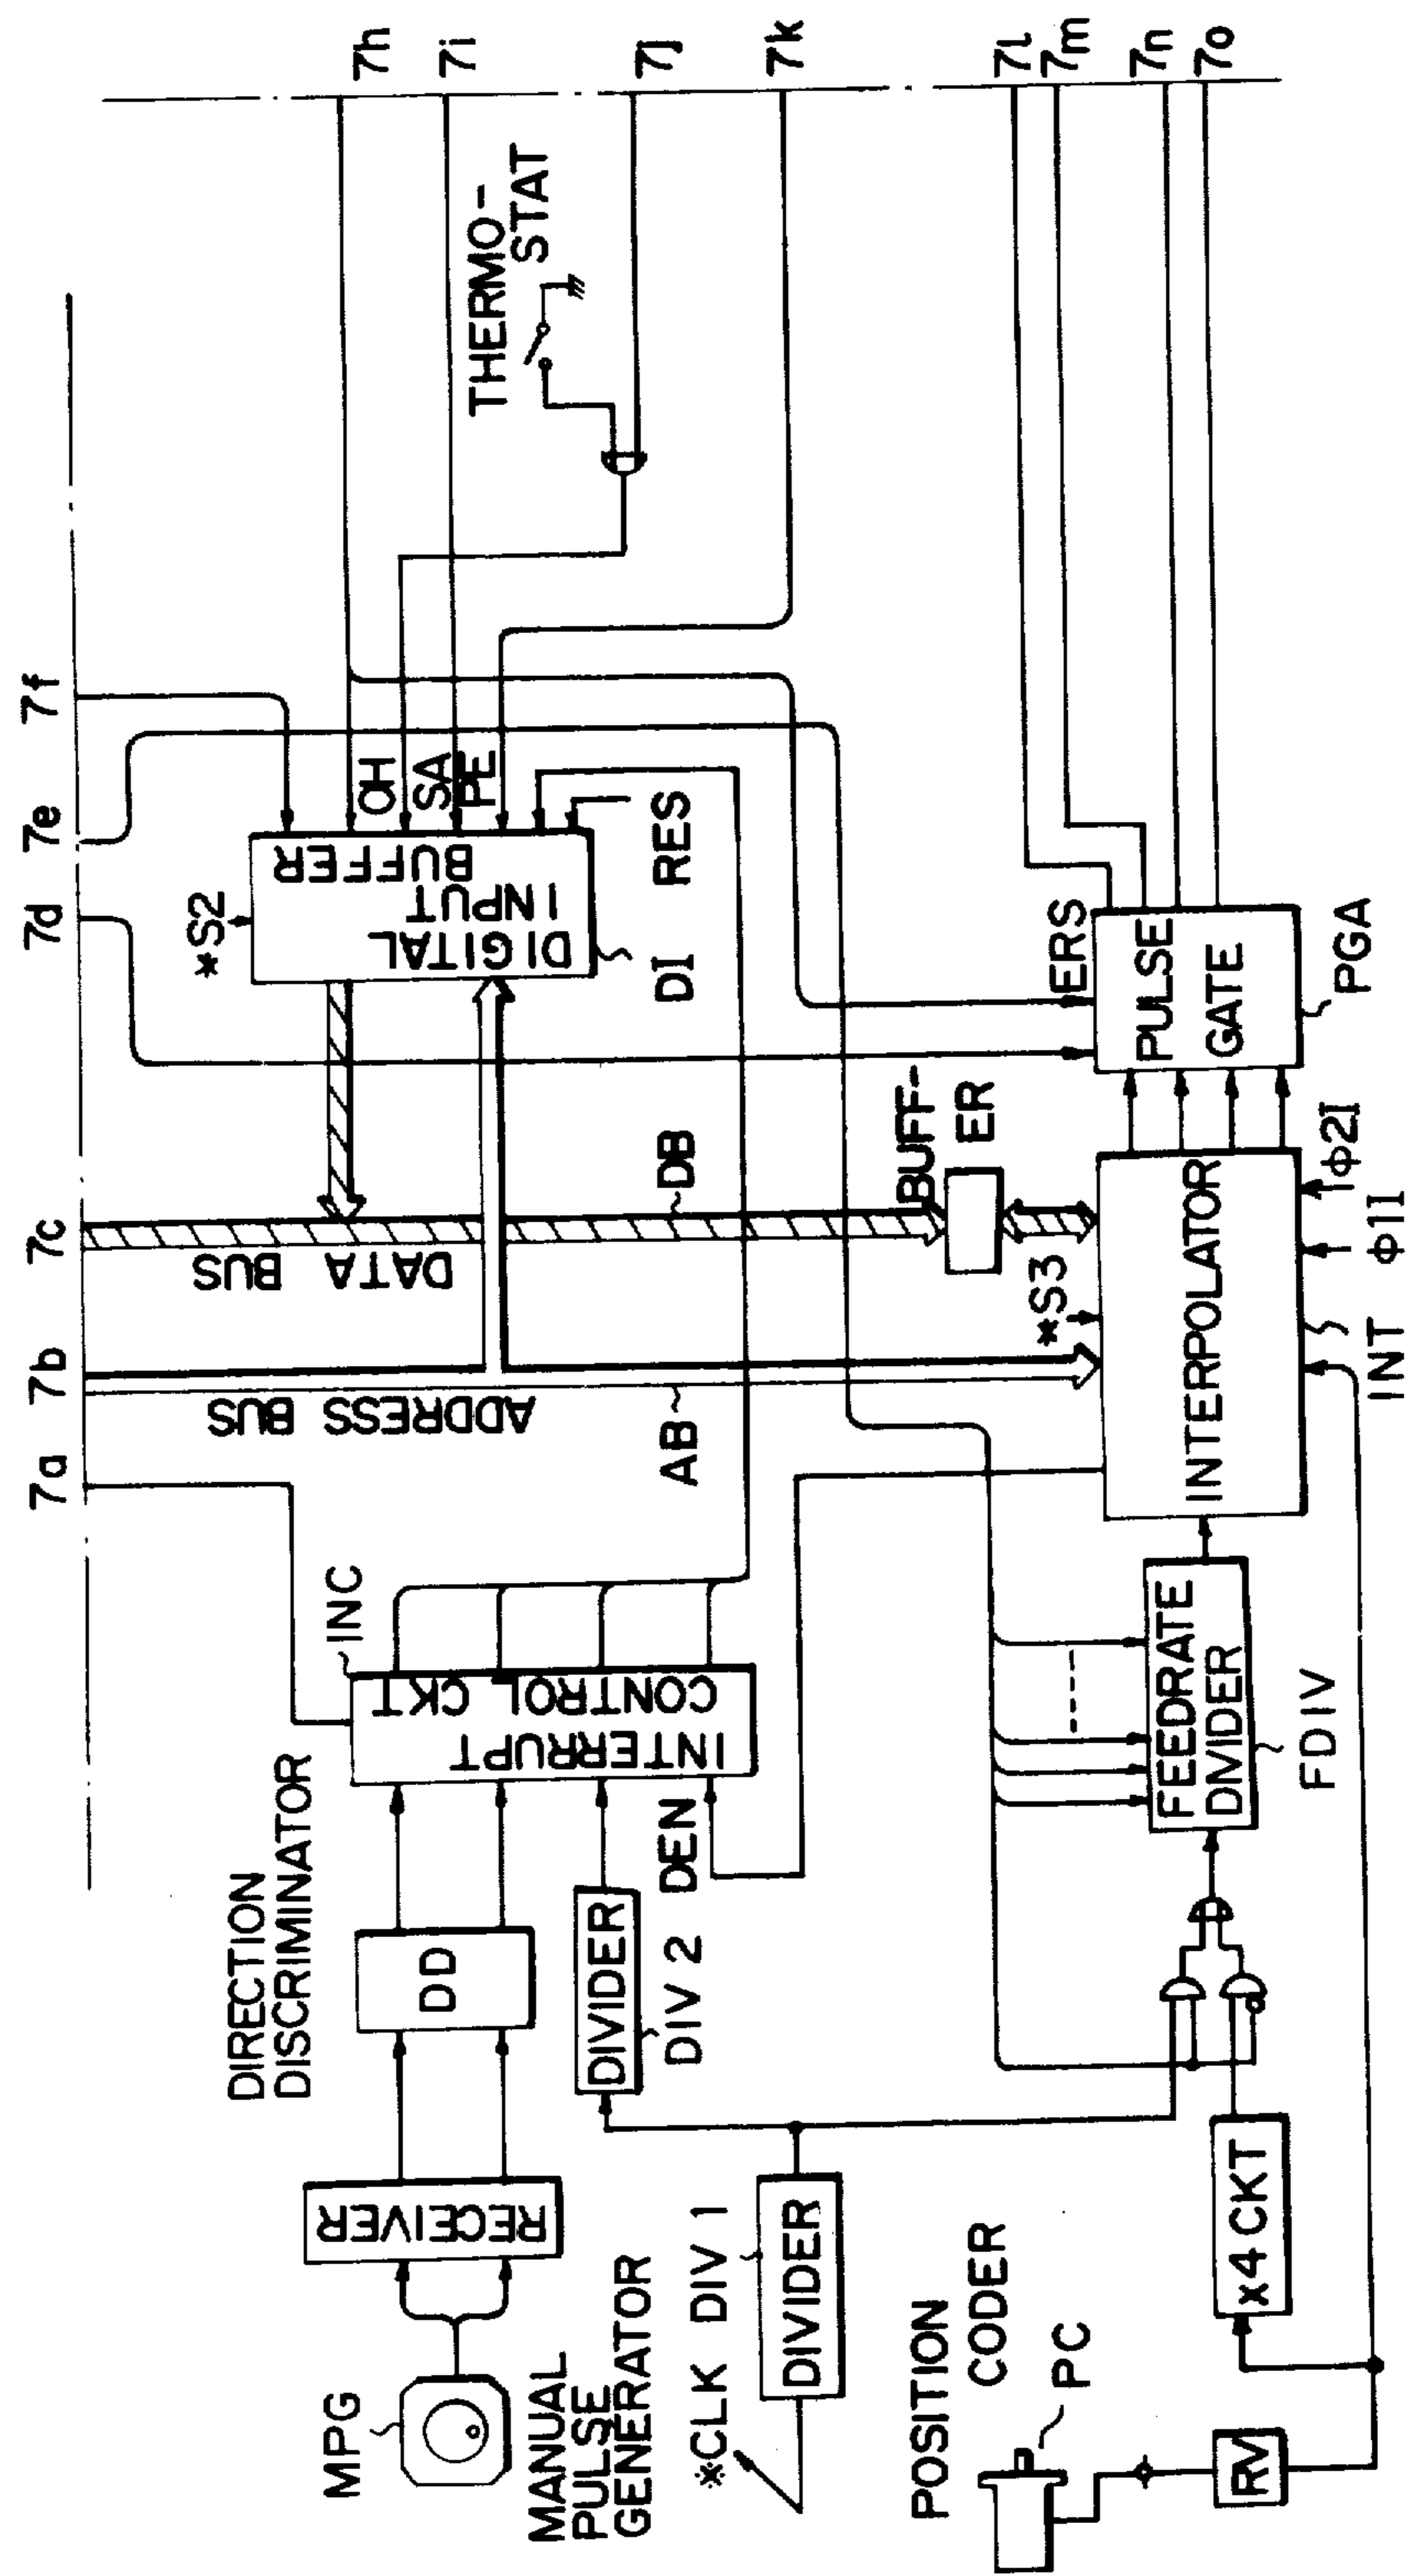 7a
7b
7c
7d
7e
7f
7h
7i
7j
7k
7l
7m
7n
7o
ADDRESS BUS
DATA BUS
AB
DB
*S2
DIGITAL
INPUT
BUFFER
OH
SA
PE
DI
RES
THERMO-
STAT
INC
INTERRUPT
CONTROL CKT
DIRECTION
DISCRIMINATOR
DD
RECEIVER
MPG
MANUAL
PULSE
GENERATOR
DIVIDER
DIV 2
DEN
※CLK
DIV 1
DIVIDER
POSITION
CODER
PC
RV
x4 CKT
FEEDRATE
DIVIDER
FDIV
BUFF-
ER
*S3
INTERPOLATOR
INT
Φ1I
Φ2I
ERS
PULSE
GATE
PGA